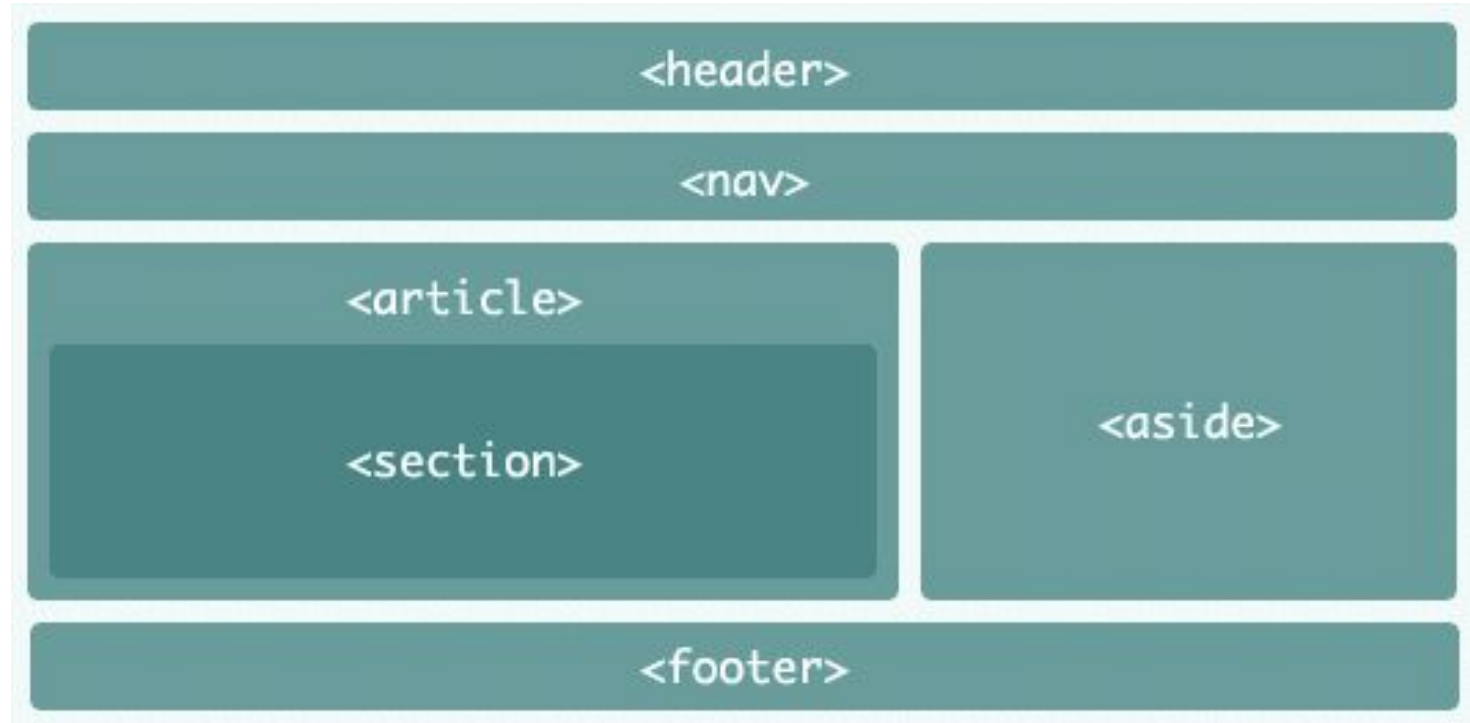 <header>
<nav>
<article>
<section>
<aside>
<footer>